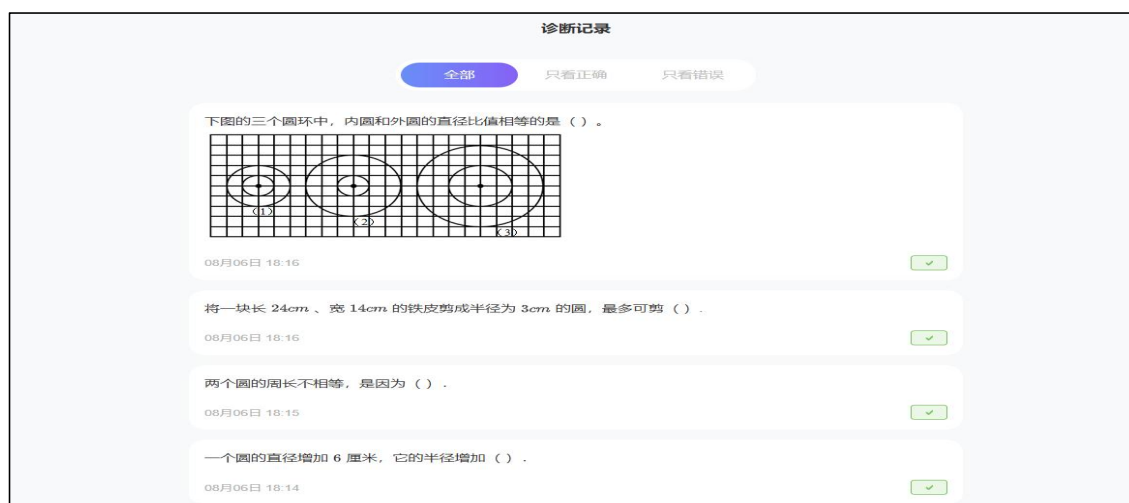 诊断记录
全部 只看正确 只看错误
下图的三个圆环中，内圆和外圆的直径比值相等的是（ ）。
(1)
(2)
(3)
08月06日 18:16
将一块长 24cm 、宽 14cm 的铁皮剪成半径为 3cm 的圆，最多可剪（ ）.
08月06日 18:16
两个圆的周长不相等，是因为（ ）.
08月06日 18:15
一个圆的直径增加 6 厘米，它的半径增加（ ）.
08月06日 18:14